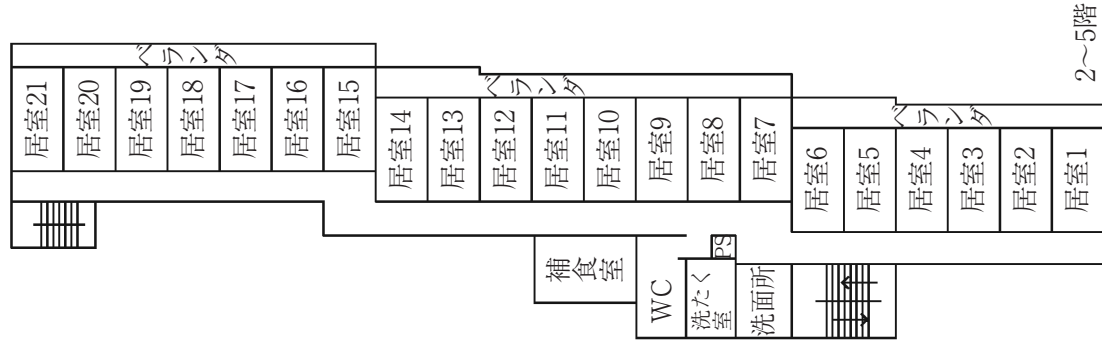 ベランダ
居室21
居室20
居室19
居室18
居室17
居室16
居室15
ベランダ
居室14
居室13
居室12
居室11
居室10
居室9
居室8
居室7
ベランダ
居室6
居室5
居室4
居室3
居室2
居室1
補食室
WC
PS
洗たく
室
洗面所
2〜5階